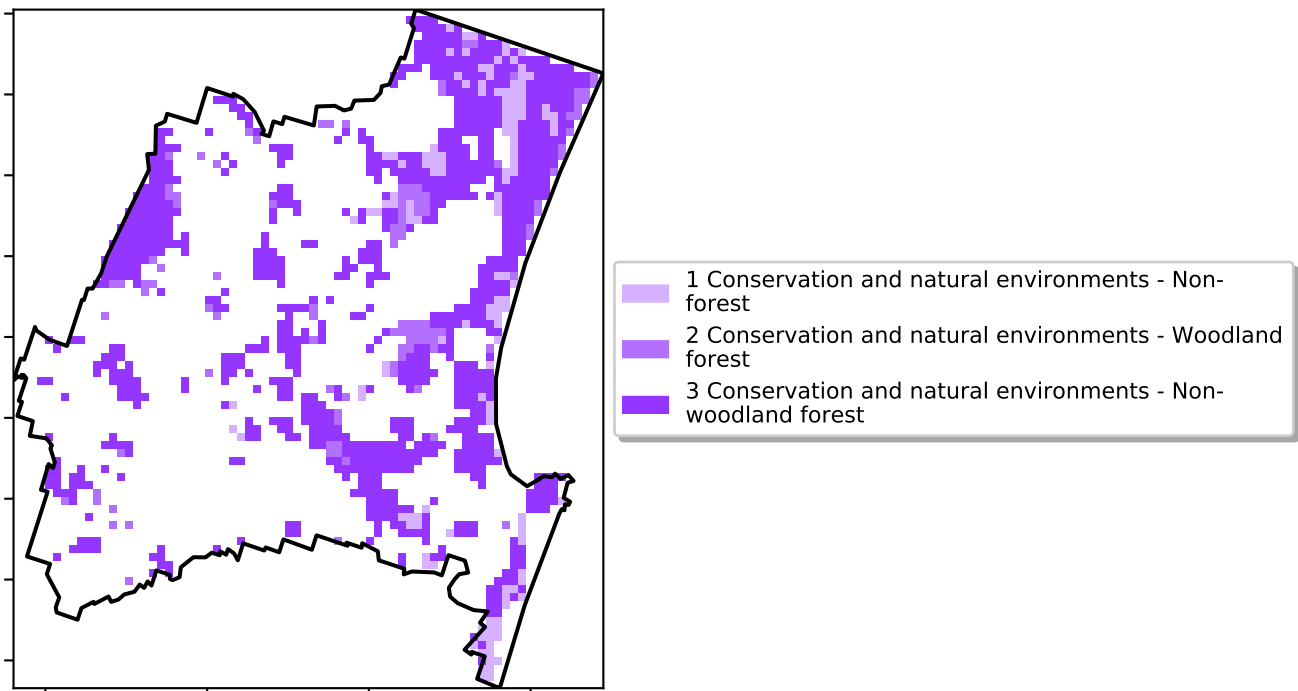 1 Conservation and natural environments - Non-
forest
2 Conservation and natural environments - Woodland
forest
3 Conservation and natural environments - Non-
woodland forest